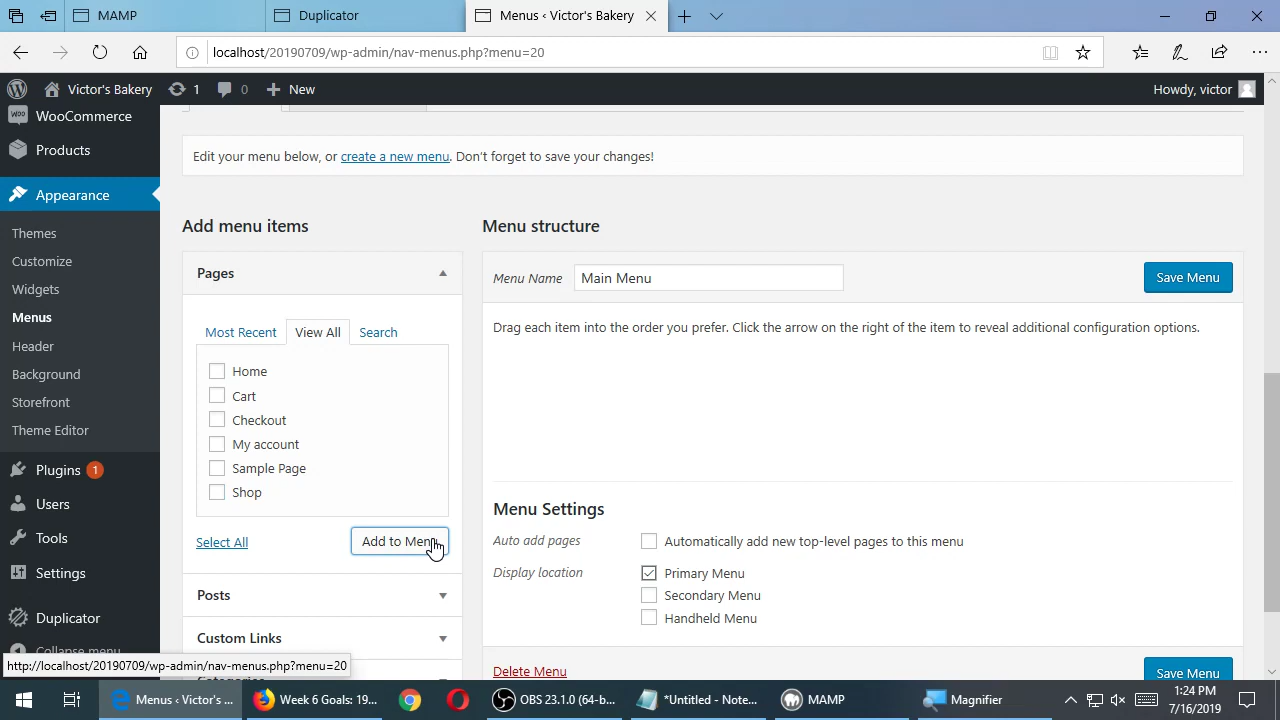 MAMP
Duplicator
Menus ‹ Victor's Bakery
localhost/20190709/wp-admin/nav-menus.php?menu=20
Victor's Bakery
1
0
New
Howdy, victor
WooCommerce
Products
Appearance
Themes
Customize
Widgets
Menus
Header
Background
Storefront
Theme Editor
Plugins 1
Users
Tools
Settings
Duplicator
Collapse menu
Edit your menu below, or create a new menu. Don't forget to save your changes!
Add menu items
Pages
Most Recent
View All
Search
Home
Cart
Checkout
My account
Sample Page
Shop
Select All
Add to Menu
Posts
Custom Links
Categories
Menu structure
Menu Name
Main Menu
Save Menu
Drag each item into the order you prefer. Click the arrow on the right of the item to reveal additional configuration options.
Menu Settings
Auto add pages
Automatically add new top-level pages to this menu
Display location
Primary Menu
Secondary Menu
Handheld Menu
Delete Menu
Save Menu
http://localhost/20190709/wp-admin/nav-menus.php?menu=20
Menus ‹ Victor's ...
Week 6 Goals: 19...
OBS 23.1.0 (64-b...
*Untitled - Note...
MAMP
Magnifier
1:24 PM
7/16/2019